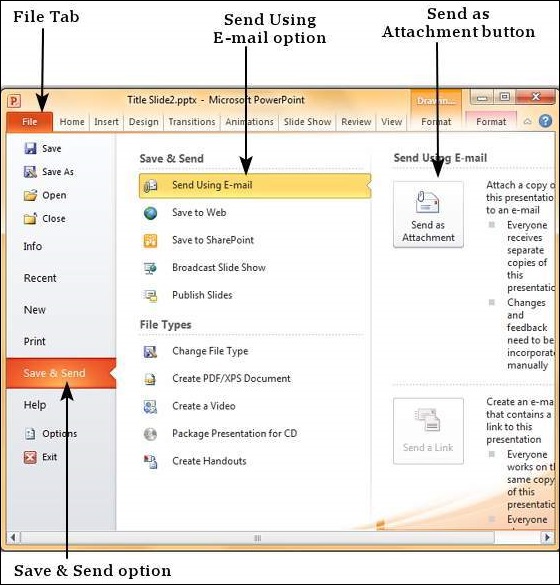 File Tab
Send Using
E-mail option
Send as
Attachment button
Title Slide2.pptx - Microsoft PowerPoint
Drawin...
File Home Insert Design Transitions Animations Slide Show Review View Format Format
Save
Save As
Open
Close
Info
Recent
New
Print
Save & Send
Help
Options
Exit
Save & Send
Send Using E-mail
Save to Web
Save to SharePoint
Broadcast Slide Show
Publish Slides
File Types
Change File Type
Create PDF/XPS Document
Create a Video
Package Presentation for CD
Create Handouts
Send Using E-mail
Send as
Attachment
Attach a copy o
this presentatio
to an e-mail
Everyone
receives
separate
copies of
this
presentatio
Changes
and
feedback
need to be
incorporate
manually
Send a Link
Create an e-ma
that contains a
link to this
presentation
Everyone
works on th
same copy
of this
presentatio
Everyone
Save & Send option